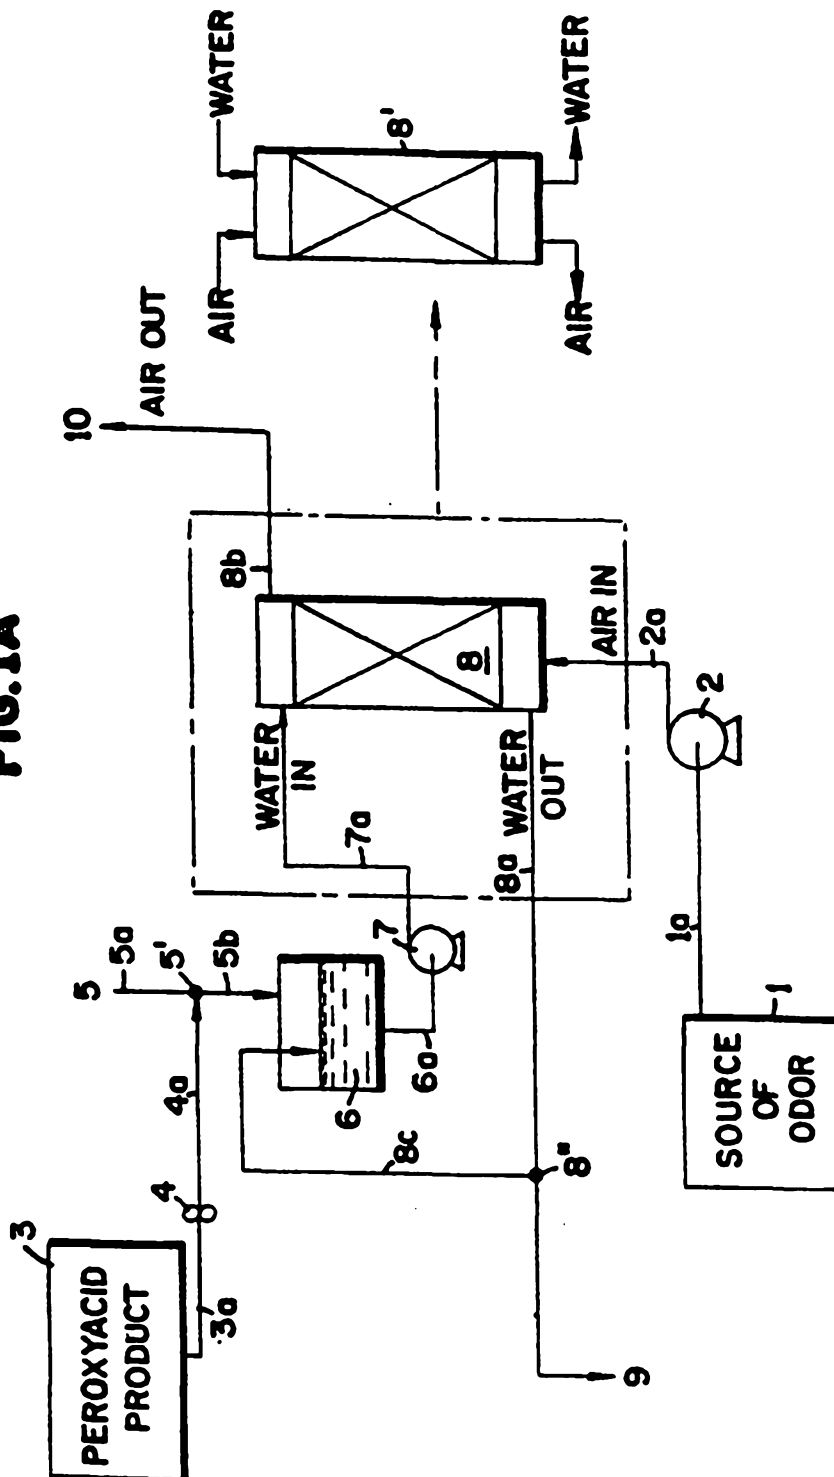 FIG. 1A
3
PEROXYACID
PRODUCT
3a
4
4a
5
5a
5'
5b
6
6a
7
7a
8c
WATER
IN
8
8b
10
AIR OUT
WATER
OUT
8a
8"
9
AIR IN
2a
2
1a
1
SOURCE
OF
ODOR
AIR
WATER
8'
AIR
WATER